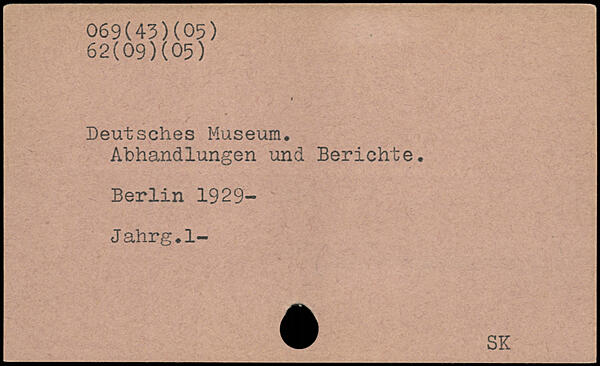 069(43)(05)
62(09)(05)
Deutsches Museum.
Abhandlungen und Berichte.
Berlin 1929-
Jahrg.1-
SK